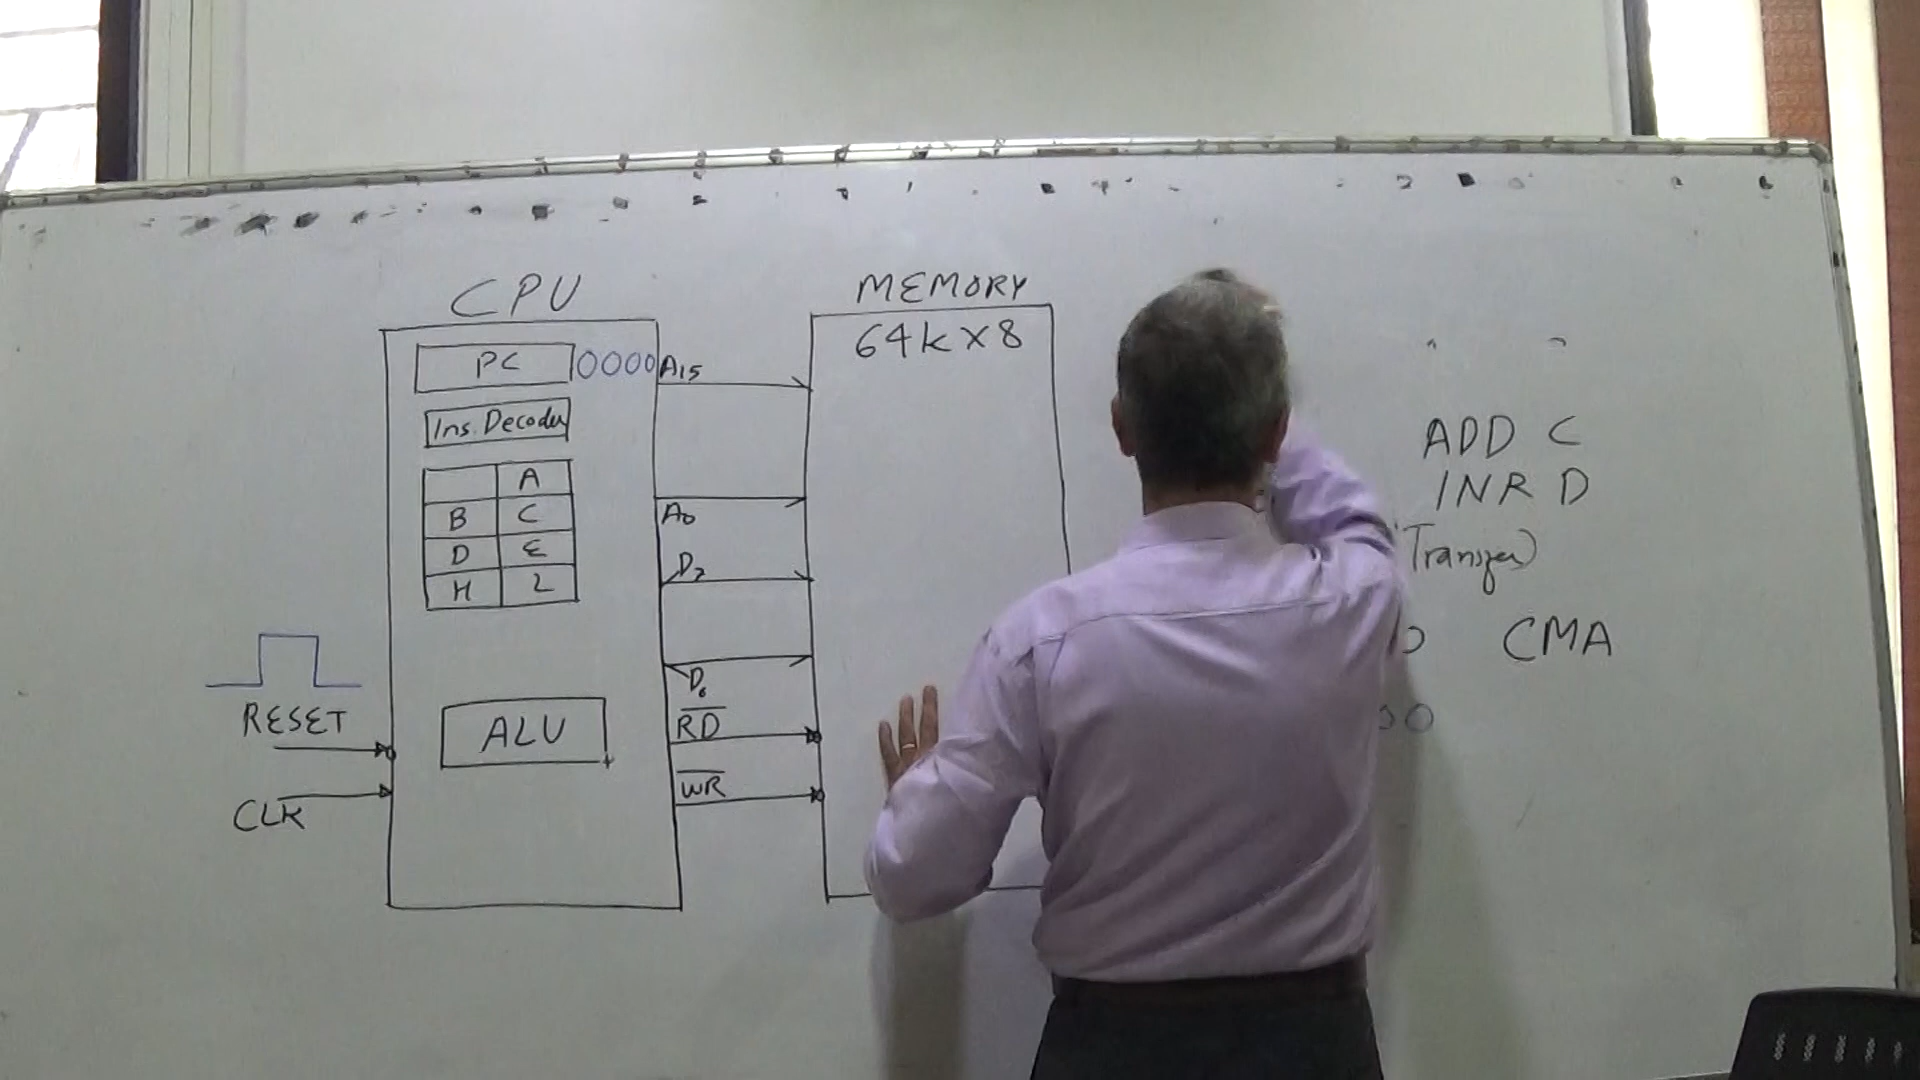 CPU
MEMORY
PC 0000
64K×8
A15
Ins. Decoder
A
B C
D E
H L
A0
D7
D0
RD
WR
RESET
CLK
ALU
ADD C
INR D
Transfer)
CMA